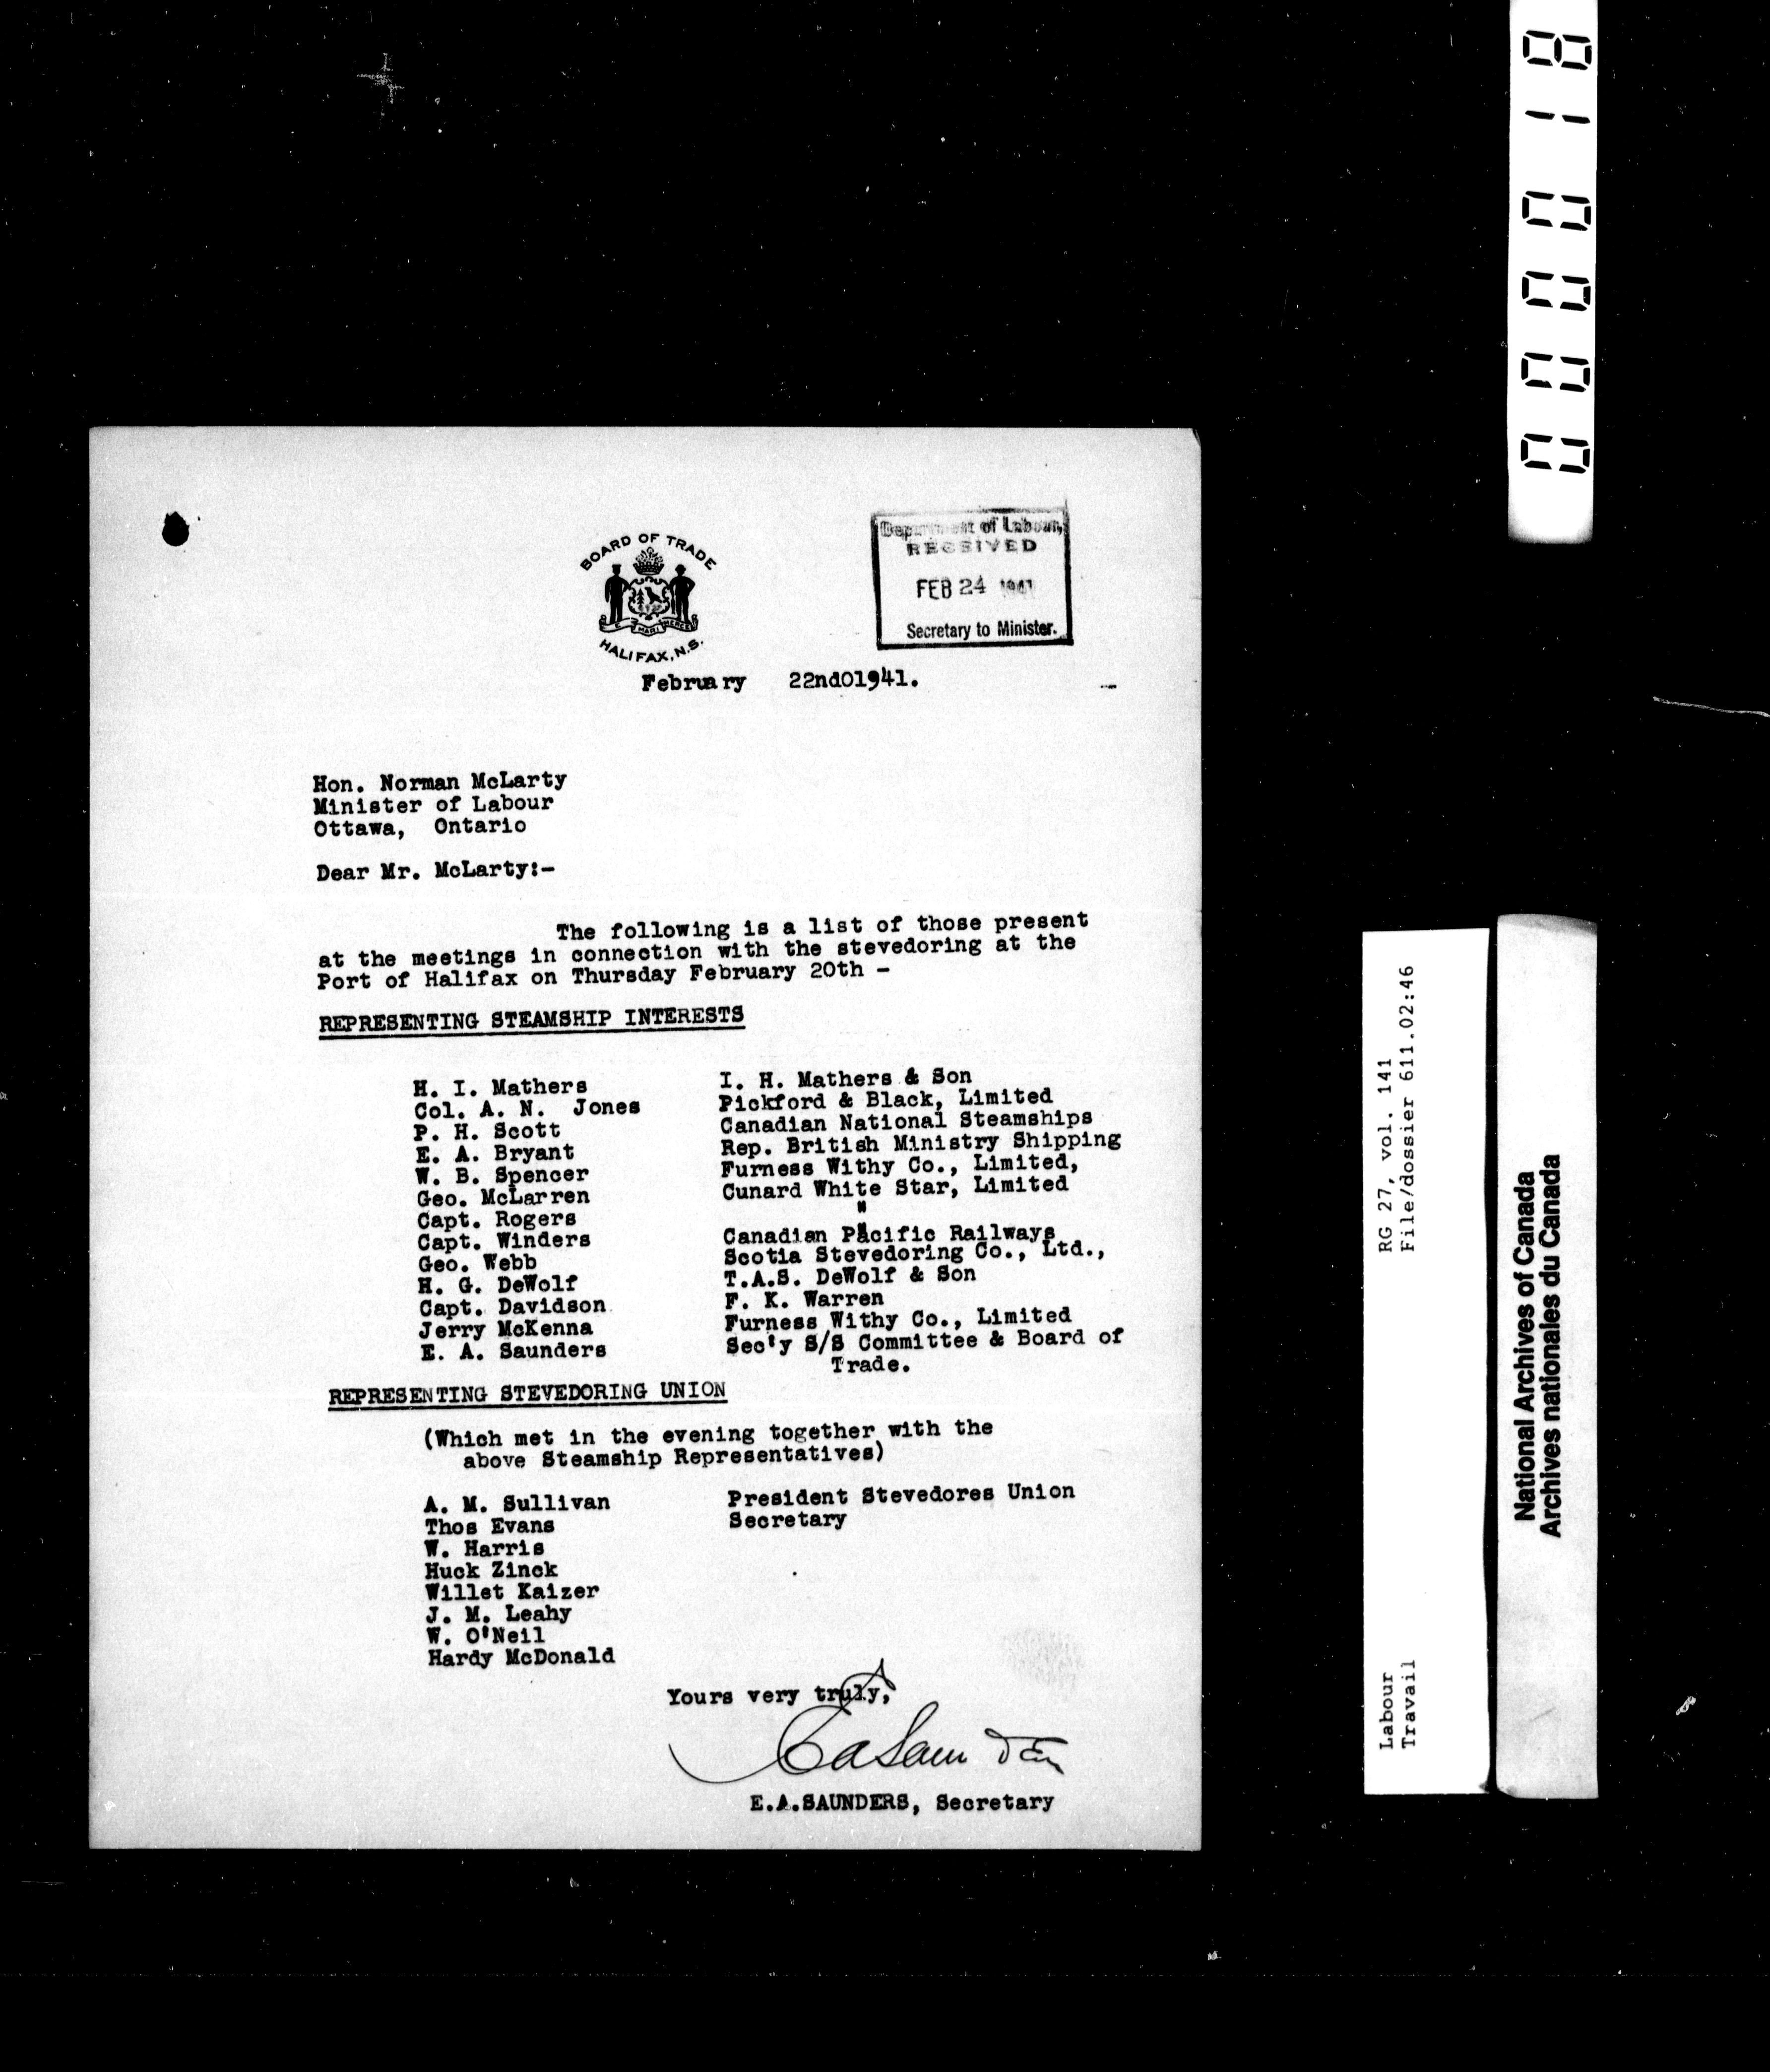 BOARD OF TRADE
HALIFAX, N.S.
Department of Labour,
RECEIVED
FEB 24 1941
Secretary to Minister.
February 22ndO1941.
Hon. Norman McLarty
Minister of Labour
Ottawa, Ontario
Dear Mr. McLarty:-
The following is a list of those present
at the meetings in connection with the stevedoring at the
Port of Halifax on Thursday February 20th -
REPRESENTING STEAMSHIP INTERESTS
H. I. Mathers I. H. Mathers & Son
Col. A. N. Jones Pickford & Black, Limited
P. H. Scott Canadian National Steamships
E. A. Bryant Rep. British Ministry Shipping
W. B. Spencer Furness Withy Co., Limited,
Geo. McLarren Cunard White Star, Limited
Capt. Rogers "
Capt. Winders Canadian Pacific Railways
Geo. Webb Scotia Stevedoring Co., Ltd.,
H. G. DeWolf T.A.S. DeWolf & Son
Capt. Davidson F. K. Warren
Jerry McKenna Furness Withy Co., Limited
E. A. Saunders Sec'y S/S Committee & Board of
Trade.
REPRESENTING STEVEDORING UNION
(Which met in the evening together with the
above Steamship Representatives)
A. M. Sullivan President Stevedores Union
Thos Evans Secretary
W. Harris
Huck Zinck
Willet Kaizer
J. M. Leahy
W. O'Neil
Hardy McDonald
Yours very truly,
EASaunders
E.A.SAUNDERS, Secretary
000018
RG 27, vol. 141
File/dossier 611.02:46
Labour
Travail
National Archives of Canada
Archives nationales du Canada